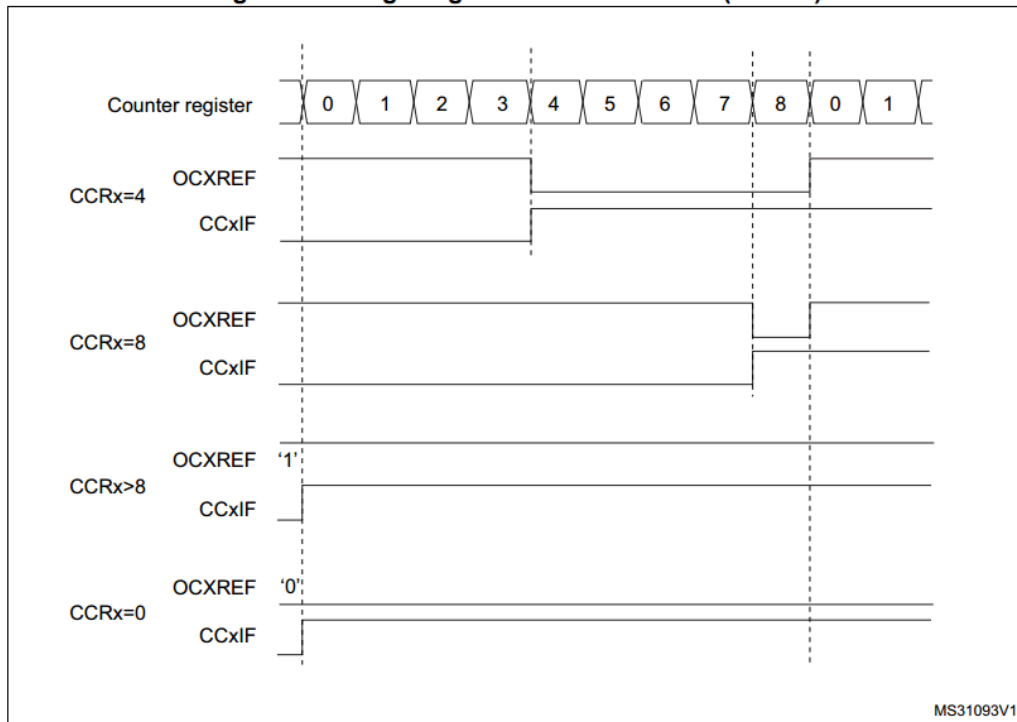 Counter register 0 1 2 3 4 5 6 7 8 0 1
CCRx=4
OCXREF
CCxIF
CCRx=8
OCXREF
CCxIF
CCRx>8
OCXREF '1'
CCxIF
CCRx=0
OCXREF '0'
CCxIF
MS31093V1